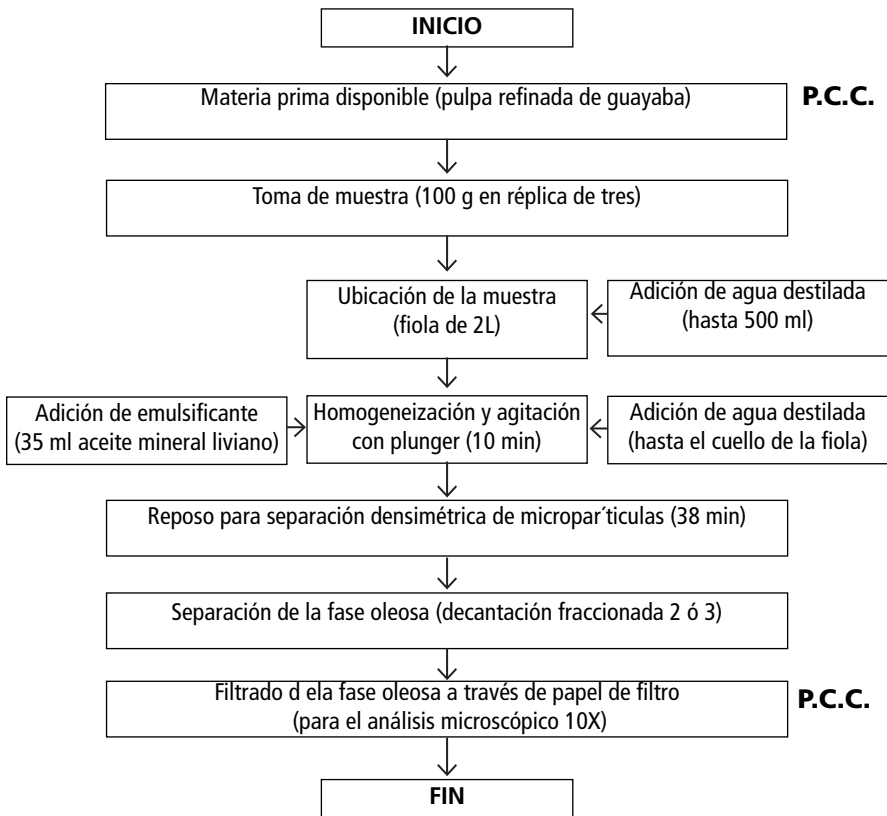 INICIO
Materia prima disponible (pulpa refinada de guayaba)
P.C.C.
Toma de muestra (100 g en réplica de tres)
Ubicación de la muestra
(fiola de 2L)
Adición de agua destilada
(hasta 500 ml)
Adición de emulsificante
(35 ml aceite mineral liviano)
Homogeneización y agitación
con plunger (10 min)
Adición de agua destilada
(hasta el cuello de la fiola)
Reposo para separación densimétrica de micropar´ticulas (38 min)
Separación de la fase oleosa (decantación fraccionada 2 ó 3)
Filtrado d ela fase oleosa a través de papel de filtro
(para el análisis microscópico 10X)
P.C.C.
FIN